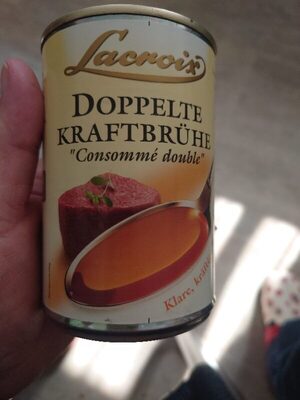 Lacroix
DOPPELTE
KRAFTBRÜHE
"Consommé double"
Klare,